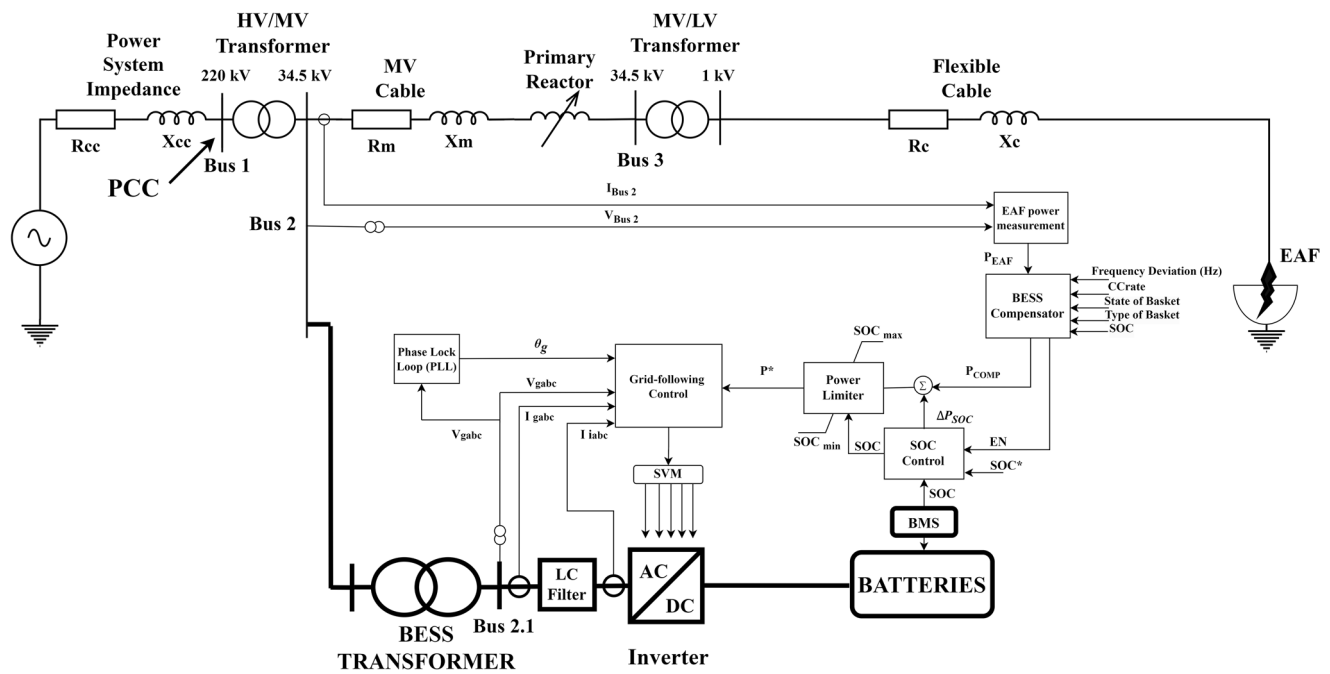 HV/MV
Transformer
MV/LV
Transformer
Power
System
Impedance
220 kV
34.5 kV
MV
Cable
Primary
Reactor
34.5 kV
1 kV
Flexible
Cable
Rcc
Xcc
Bus 1
Rm
Xm
Bus 3
Rc
Xc
PCC
I Bus 2
V Bus 2
Bus 2
EAF power
measurement
P EAF
EAF
BESS
Compensator
Frequency Deviation (Hz)
CCrate
State of Basket
Type of Basket
SOC
Phase Lock
Loop (PLL)
θg
Vgabc
I gabc
I iabc
Vgabc
Grid-following
Control
P*
SOC max
Power
Limiter
SOC min
Σ
PCOMP
ΔPSOC
SOC
SOC
Control
EN
SOC*
SOC
SVM
BMS
BATTERIES
LC
Filter
AC
DC
Bus 2.1
BESS
TRANSFORMER
Inverter